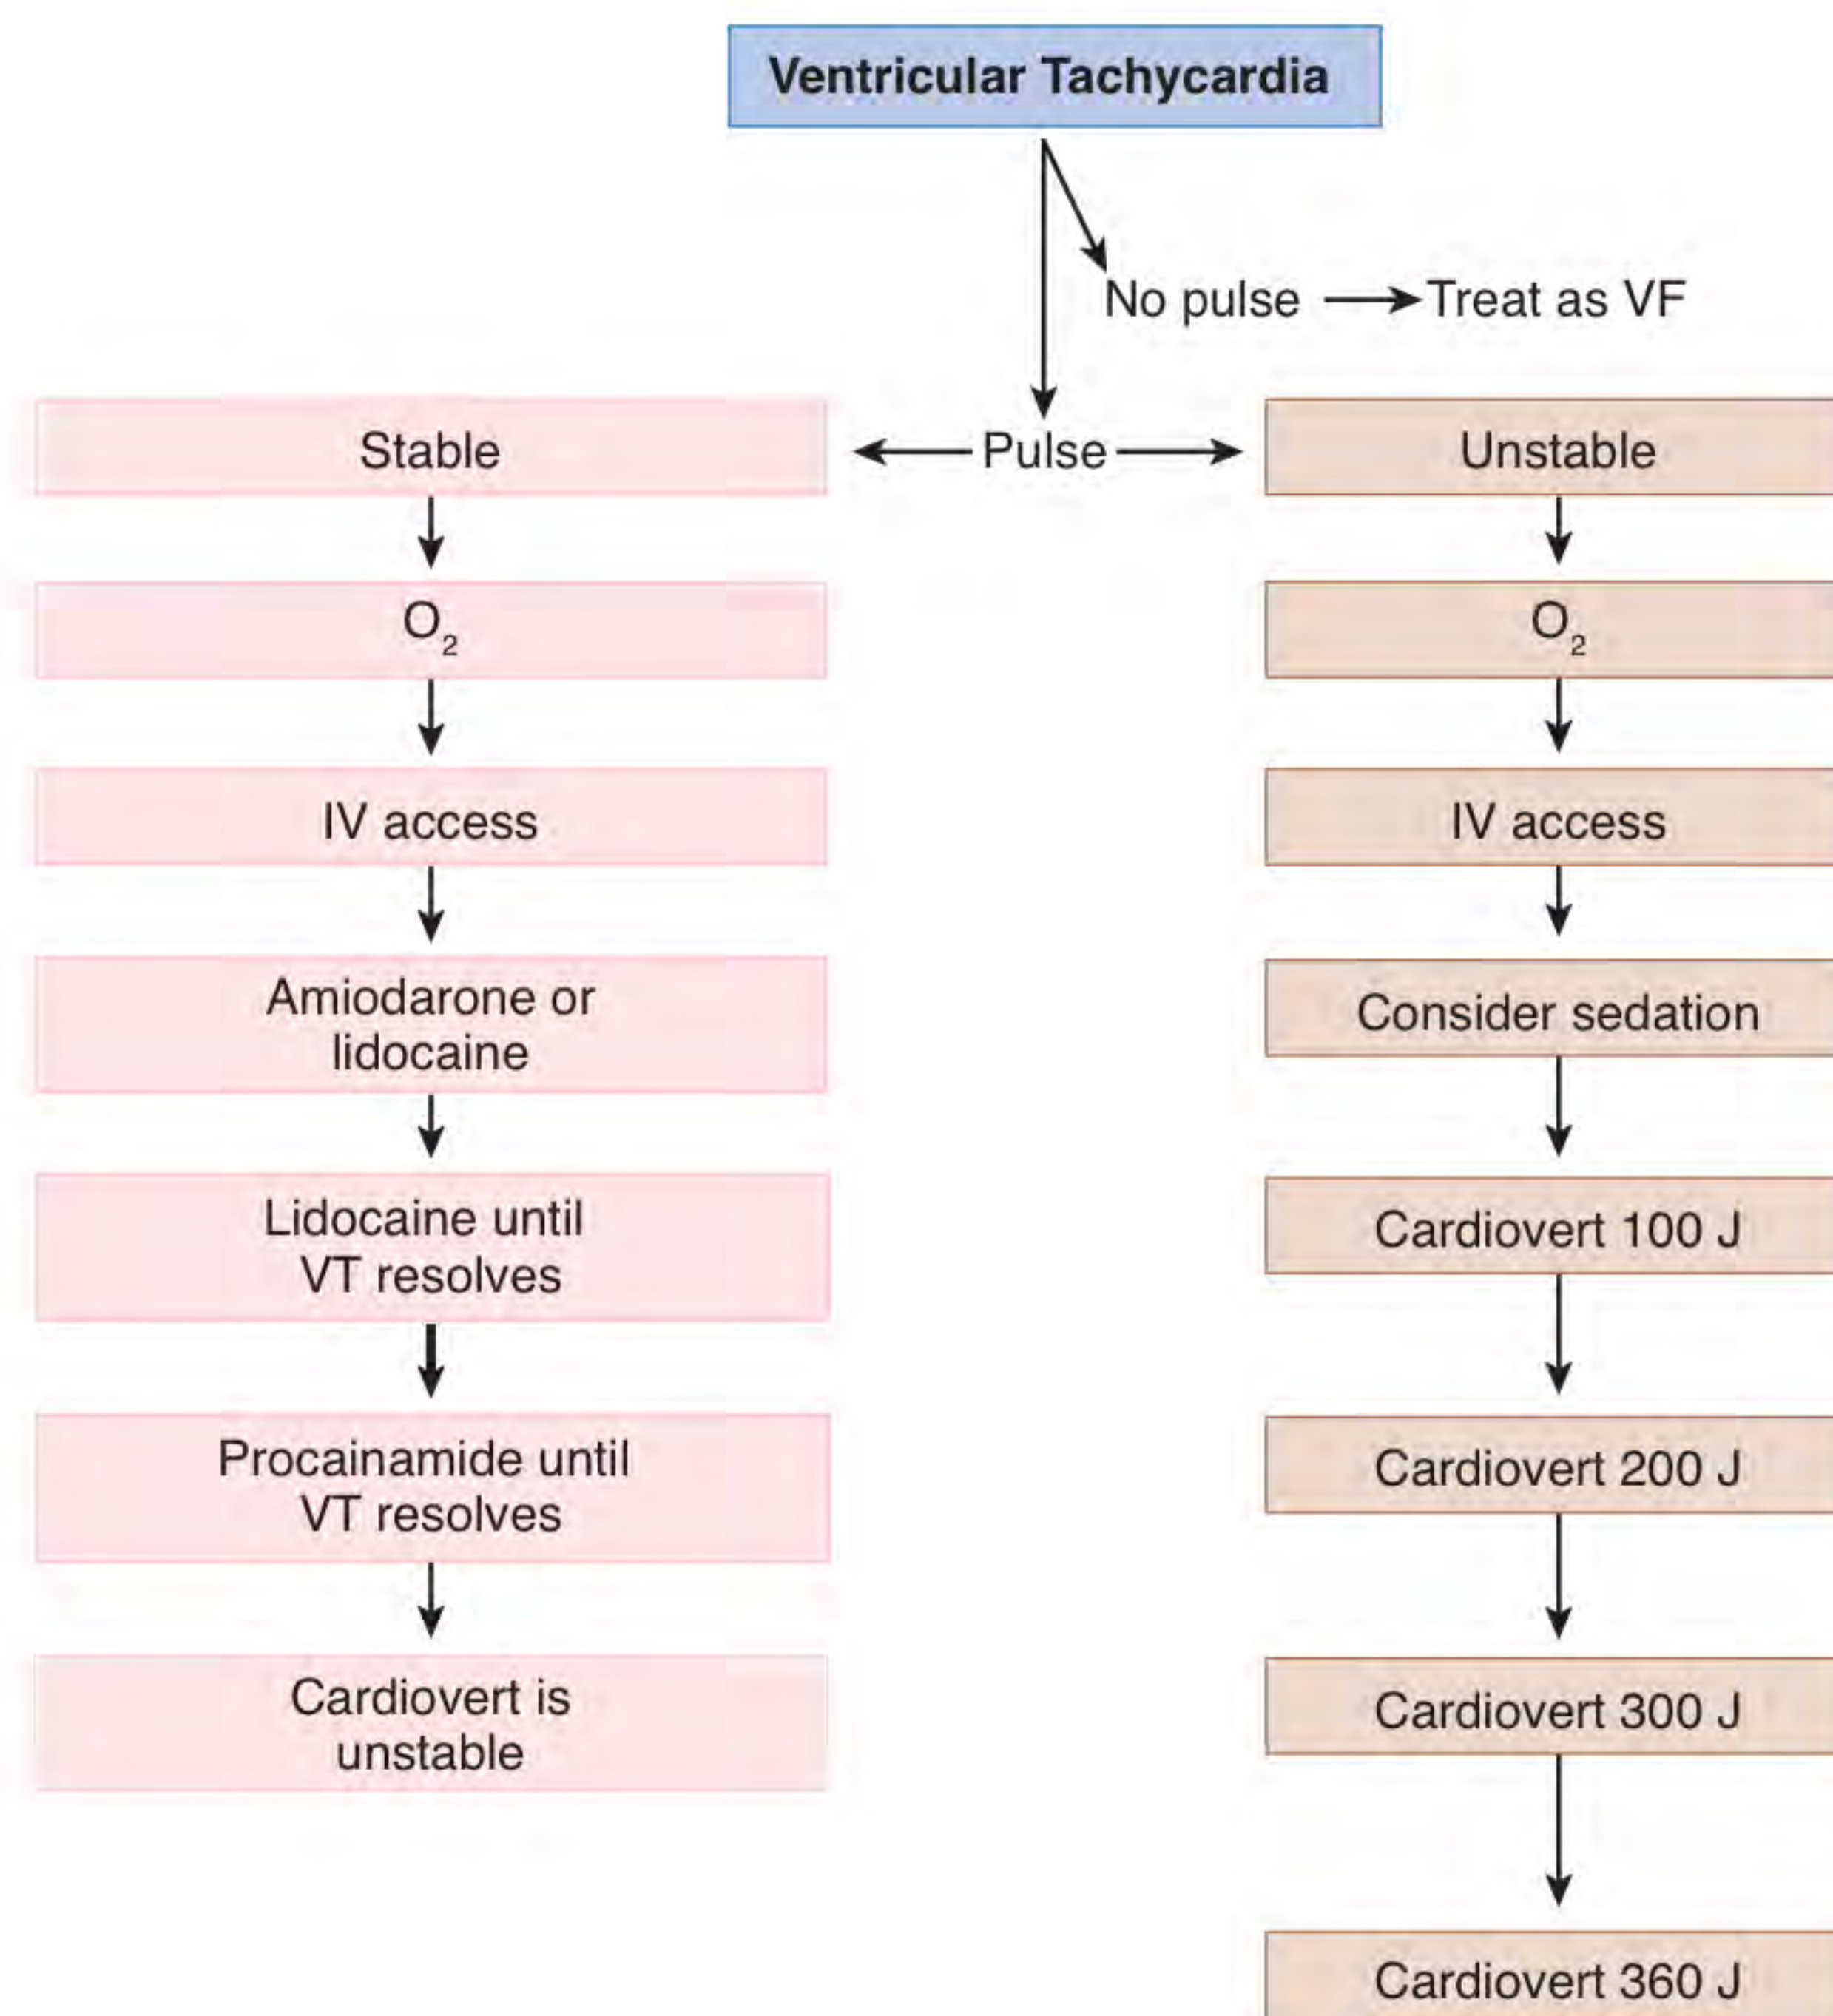 Ventricular Tachycardia
No pulse
Treat as VF
Pulse
Stable
O₂
IV access
Amiodarone or
lidocaine
Lidocaine until
VT resolves
Procainamide until
VT resolves
Cardiovert is
unstable
Unstable
O₂
IV access
Consider sedation
Cardiovert 100 J
Cardiovert 200 J
Cardiovert 300 J
Cardiovert 360 J